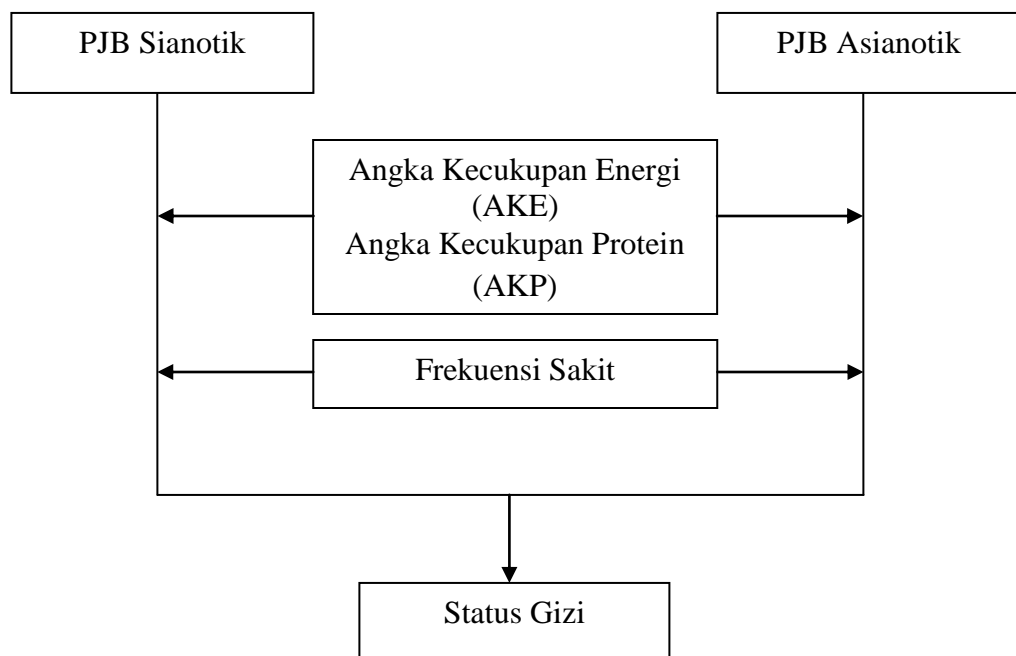 PJB Sianotik
PJB Asianotik
Angka Kecukupan Energi
(AKE)
Angka Kecukupan Protein
(AKP)
Frekuensi Sakit
Status Gizi